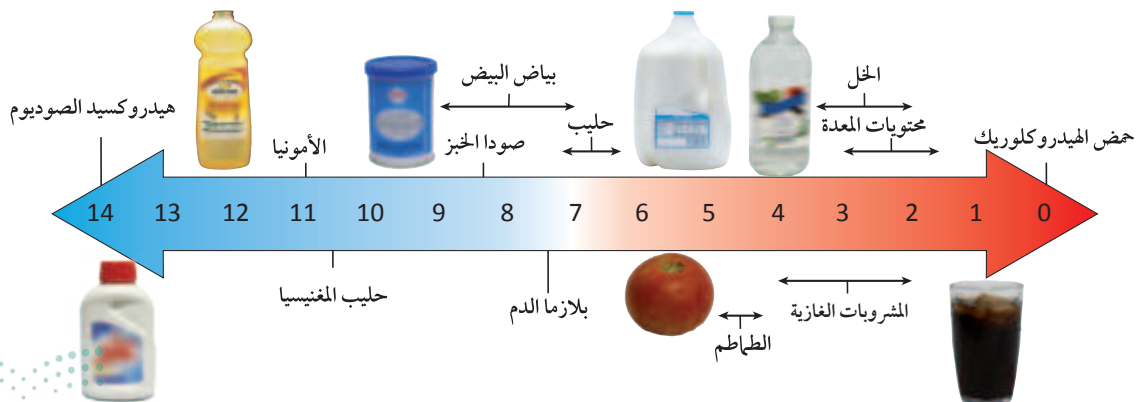 بياض البيض
الخل
هيدروكسيد الصوديوم
الأمونيا
صودا الخبز
حليب
محتويات المعدة
حمض الهيدروكلوريك
14 13 12 11 10 9 8 7 6 5 4 3 2 1 0
حليب المغنيسيا
بلازما الدم
الطماطم
المشروبات الغازية